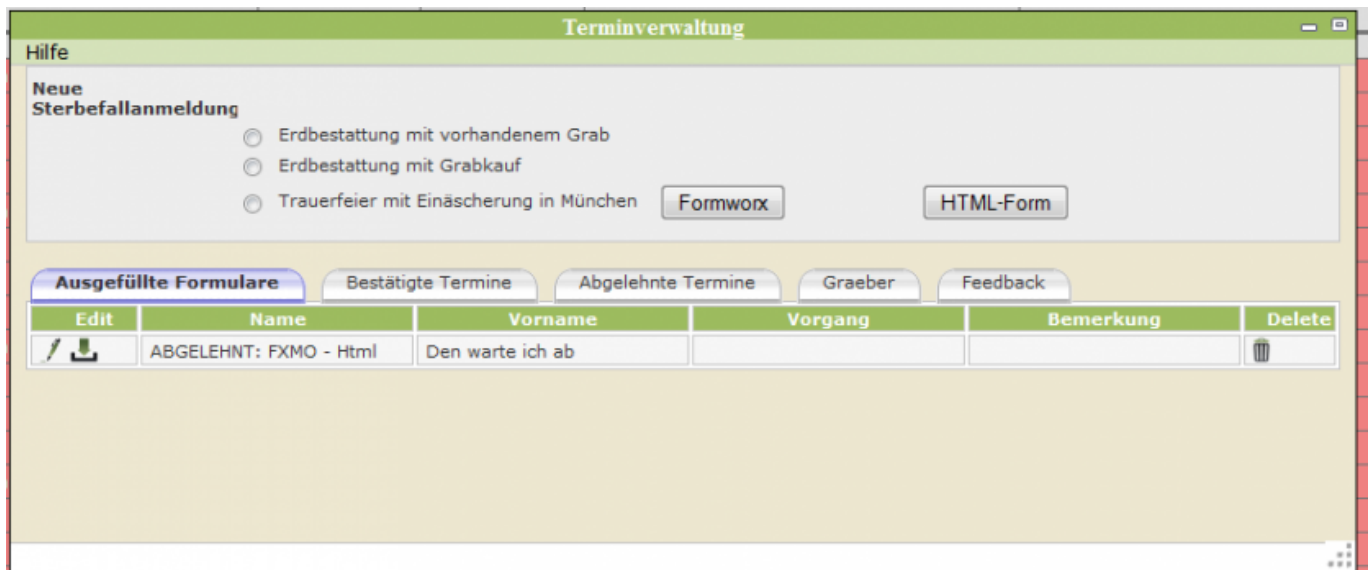 Terminverwaltung
Hilfe
Neue
Sterbefallanmeldung
Erdbestattung mit vorhandenem Grab
Erdbestattung mit Grabkauf
Trauerfeier mit Einäscherung in München Formworx HTML-Form
Ausgefüllte Formulare Bestätigte Termine Abgelehnte Termine Graeber Feedback
Edit Name Vorname Vorgang Bemerkung Delete
ABGELEHNT: FXMO - Html Den warte ich ab